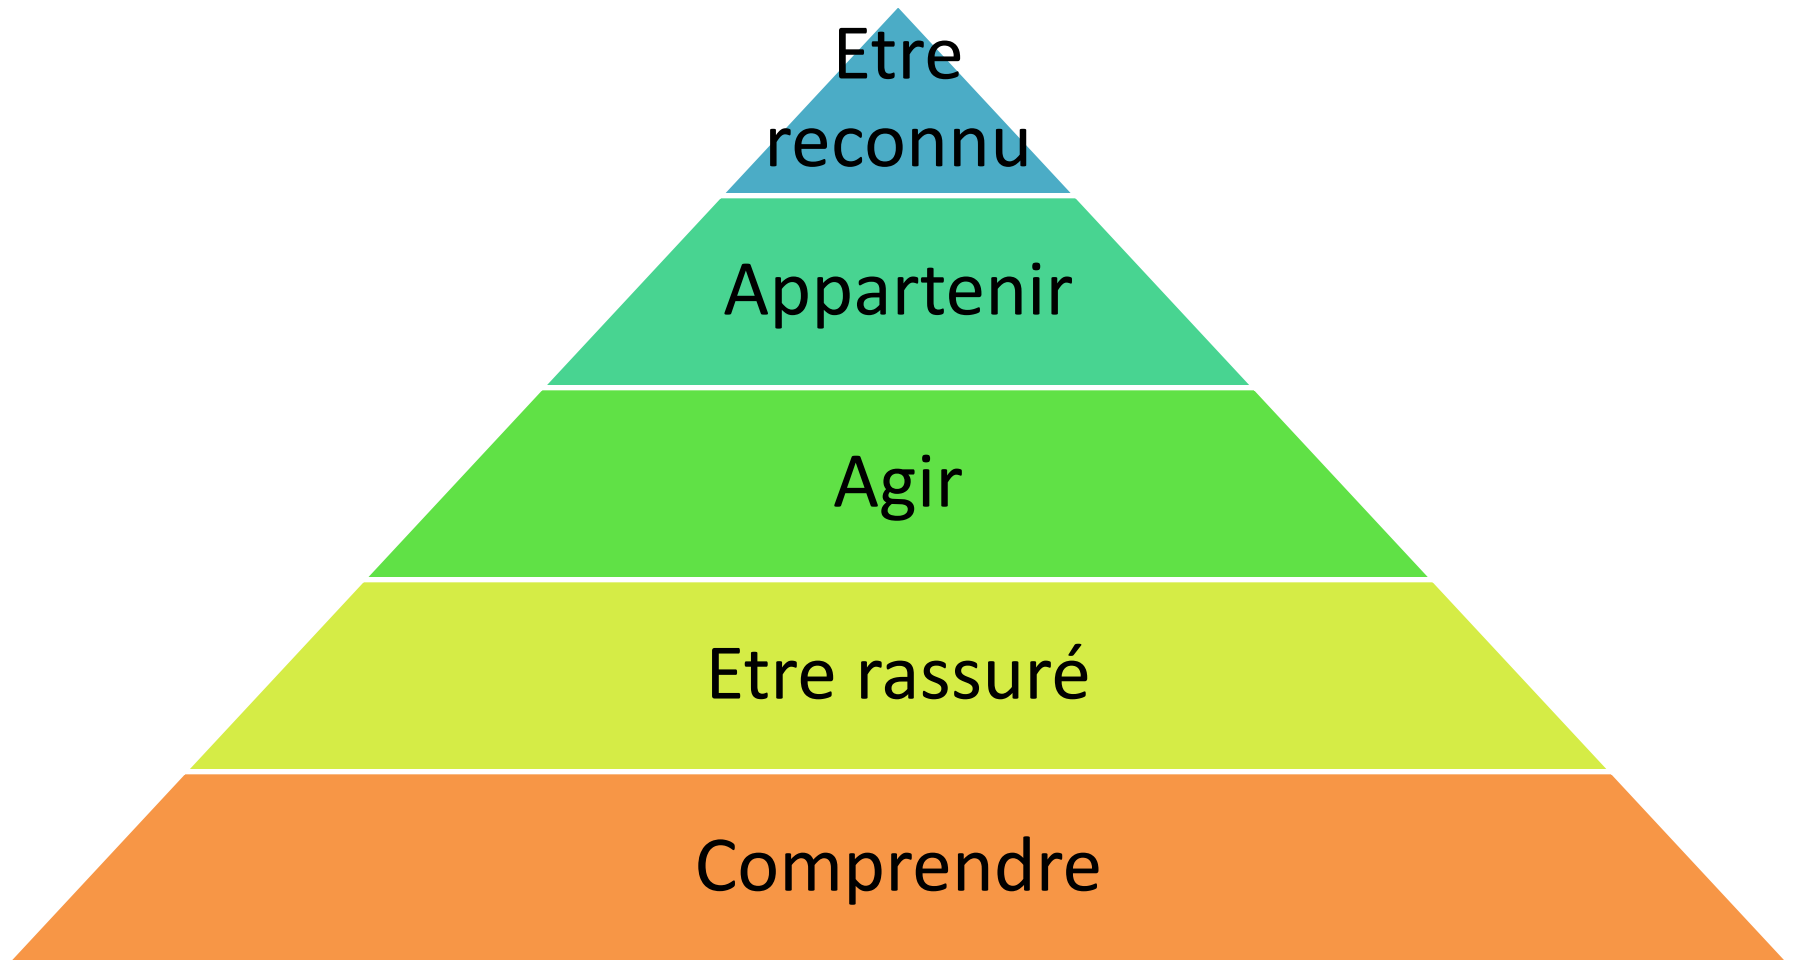 Etre
reconnu
Appartenir
Agir
Etre rassuré
Comprendre